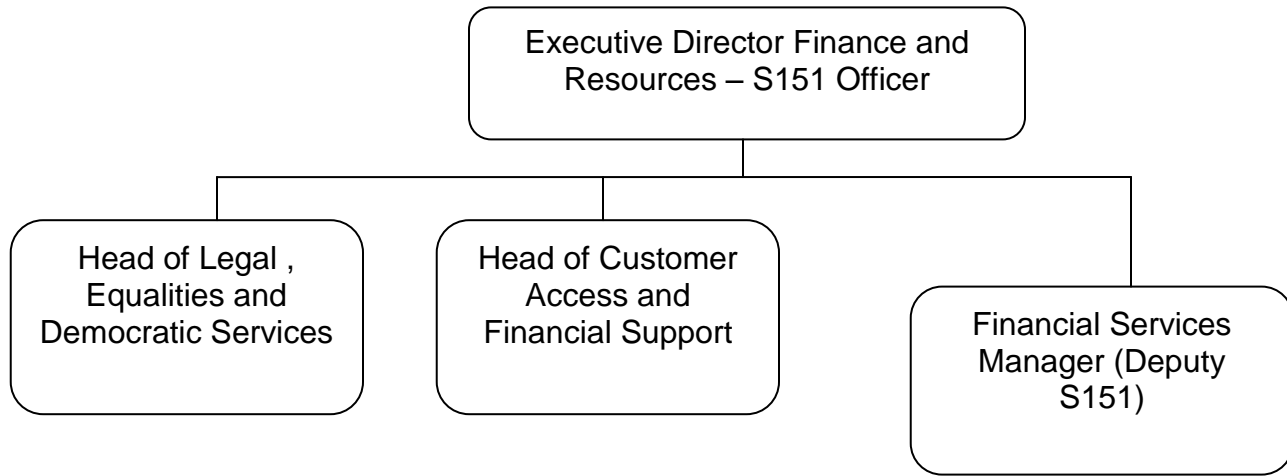 Executive Director Finance and
Resources – S151 Officer
Head of Legal ,
Equalities and
Democratic Services
Head of Customer
Access and
Financial Support
Financial Services
Manager (Deputy
S151)